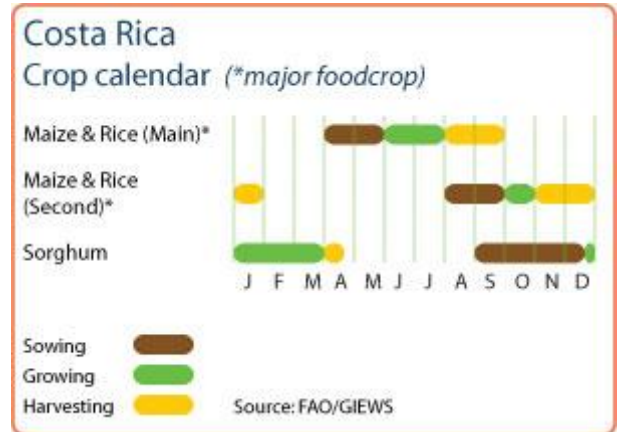 Costa Rica
Crop calendar (*major foodcrop)
Maize & Rice (Main)*
Maize & Rice
(Second)*
Sorghum
J F M A M J J A S O N D
Sowing
Growing
Harvesting
Source: FAO/GIEWS